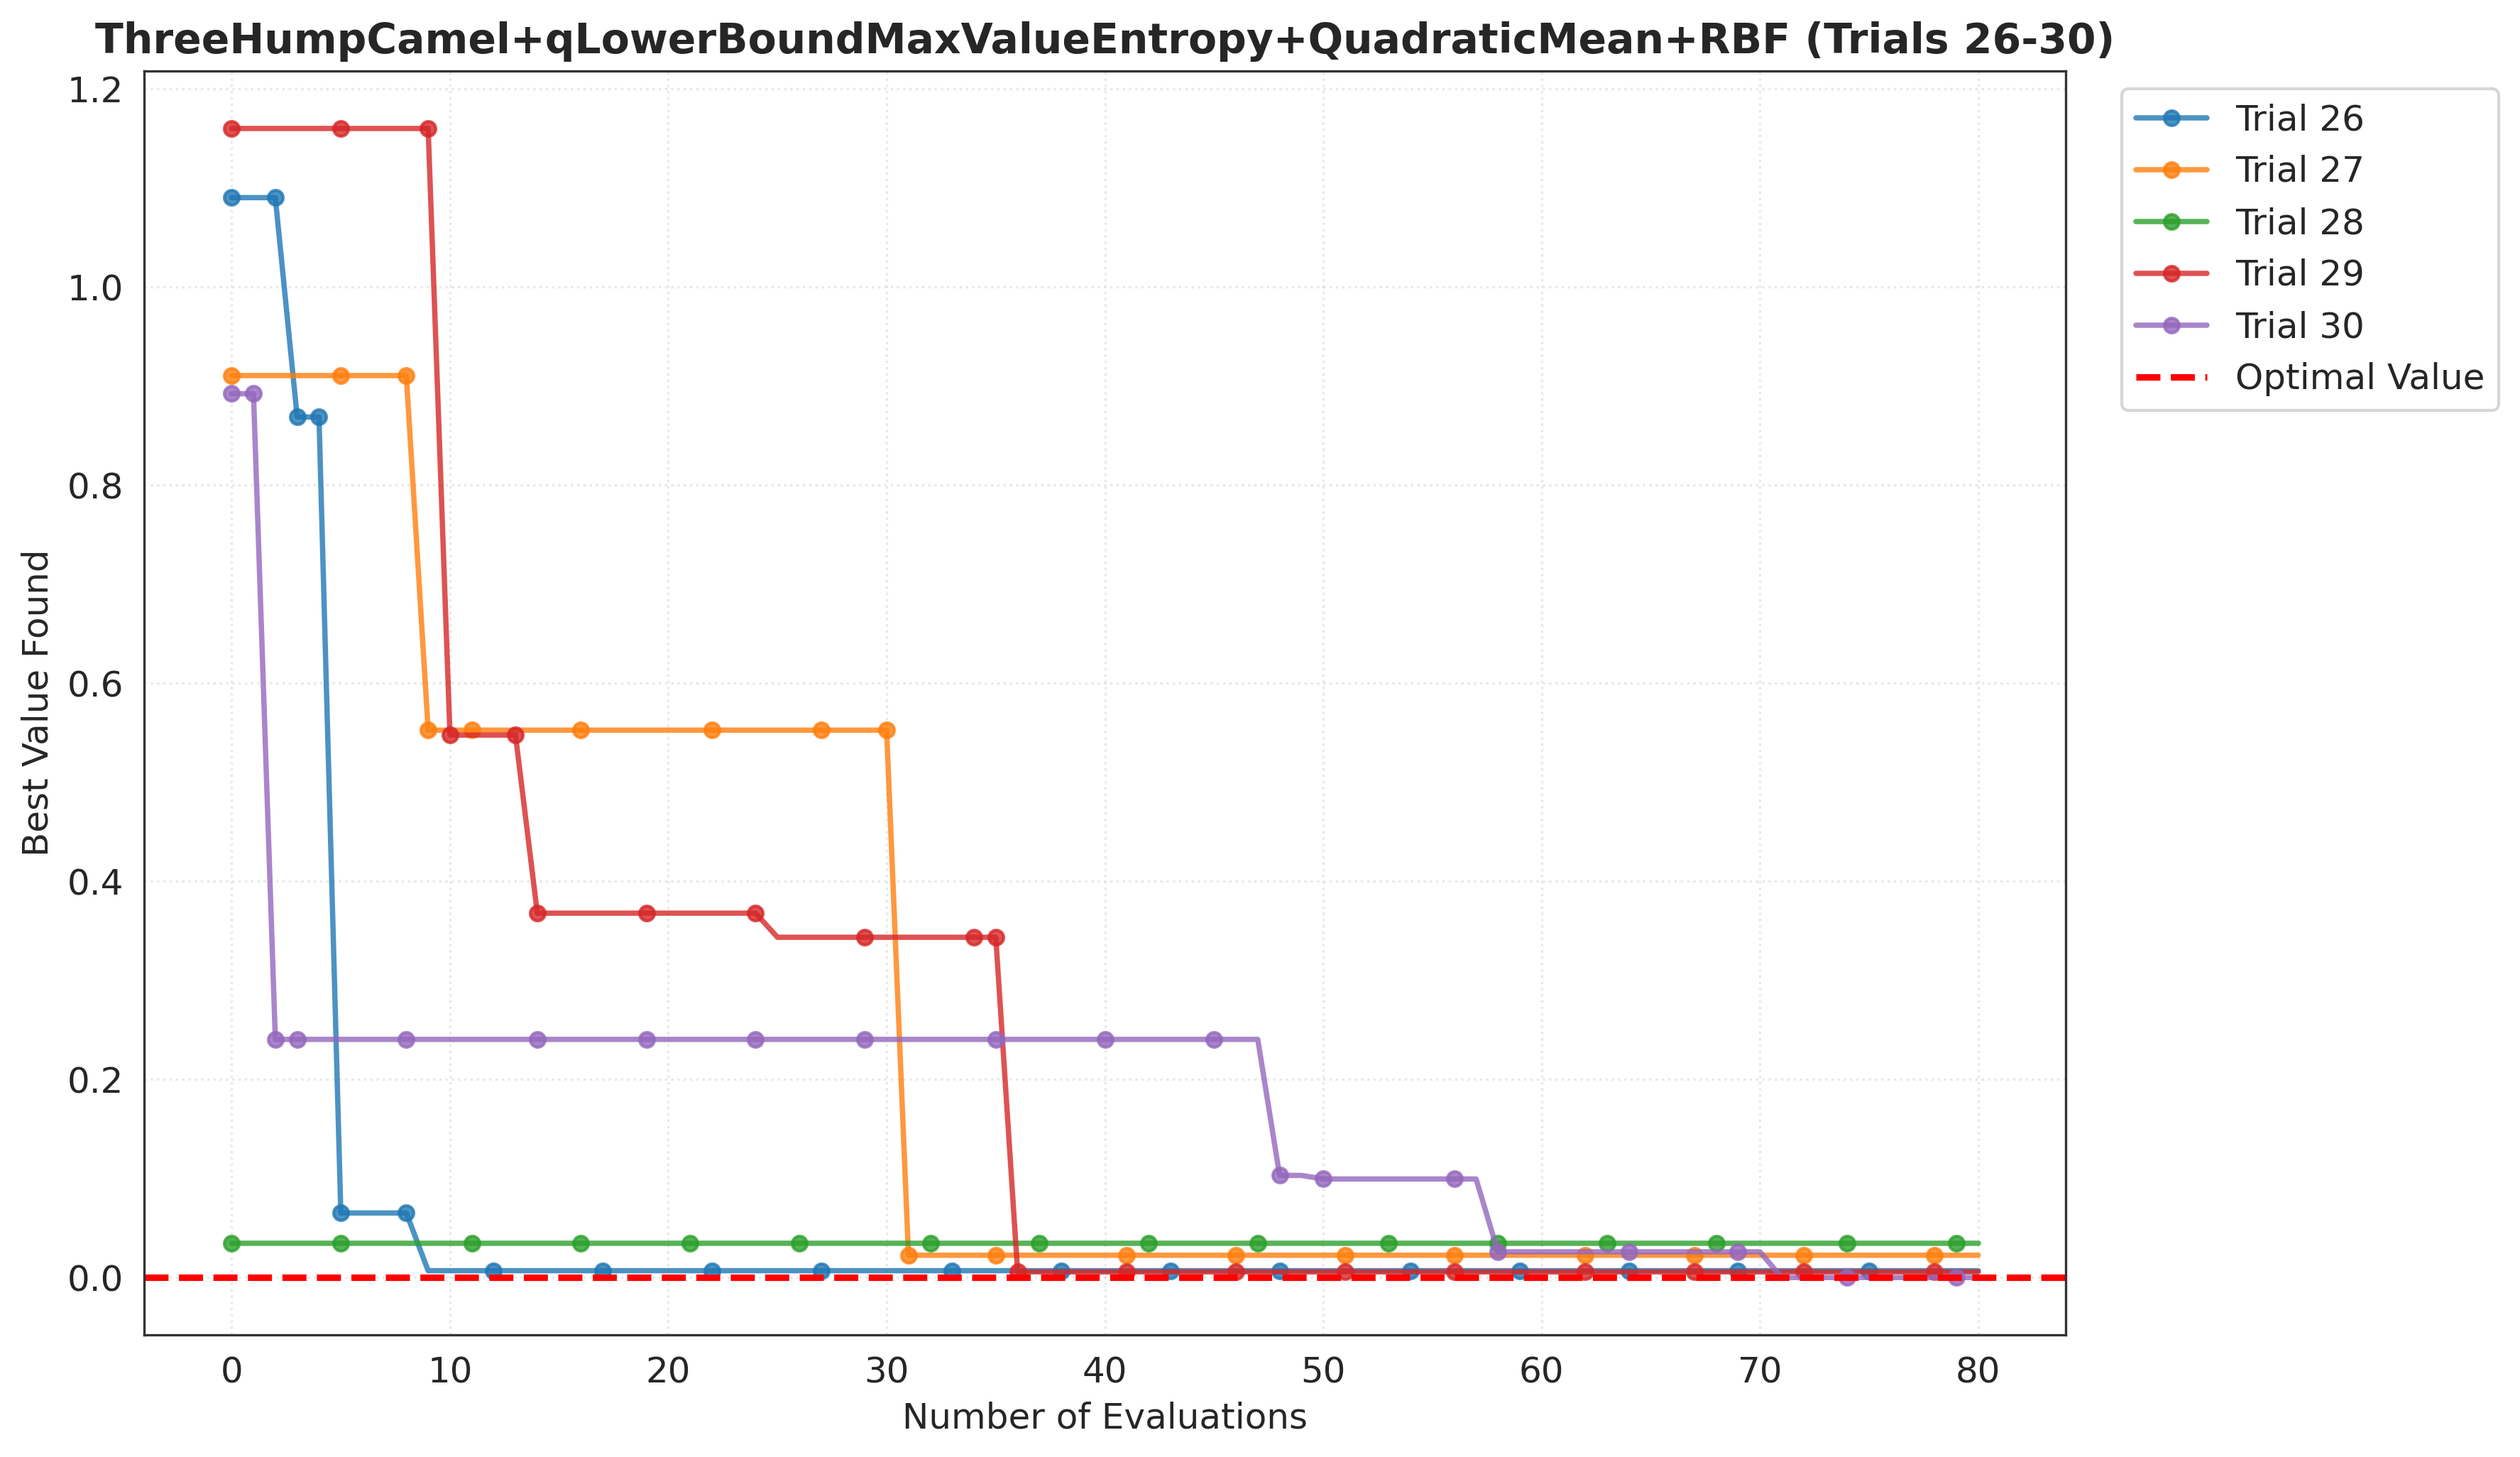 ThreeHumpCamel+qLowerBoundMaxValueEntropy+QuadraticMean+RBF (Trials 26-30)
1.2
1.0
0.8
0.6
0.4
0.2
0.0
Best Value Found
0 10 20 30 40 50 60 70 80
Number of Evaluations
Trial 26
Trial 27
Trial 28
Trial 29
Trial 30
Optimal Value